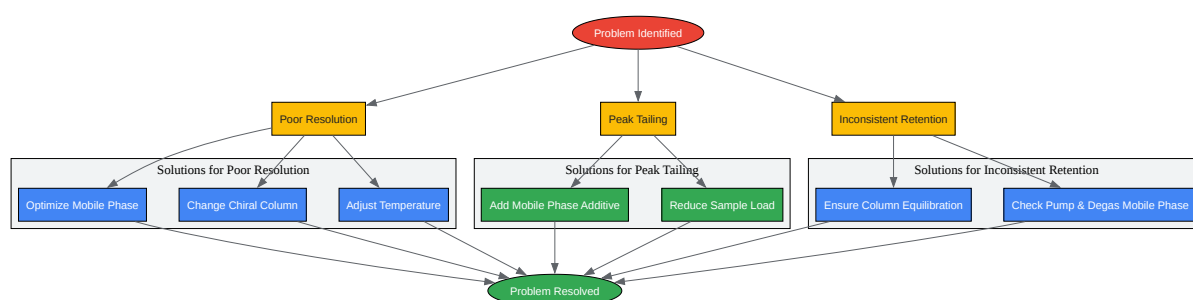 Problem Identified
Poor Resolution
Peak Tailing
Inconsistent Retention
Solutions for Poor Resolution
Solutions for Peak Tailing
Solutions for Inconsistent Retention
Optimize Mobile Phase
Change Chiral Column
Adjust Temperature
Add Mobile Phase Additive
Reduce Sample Load
Ensure Column Equilibration
Check Pump & Degas Mobile Phase
Problem Resolved